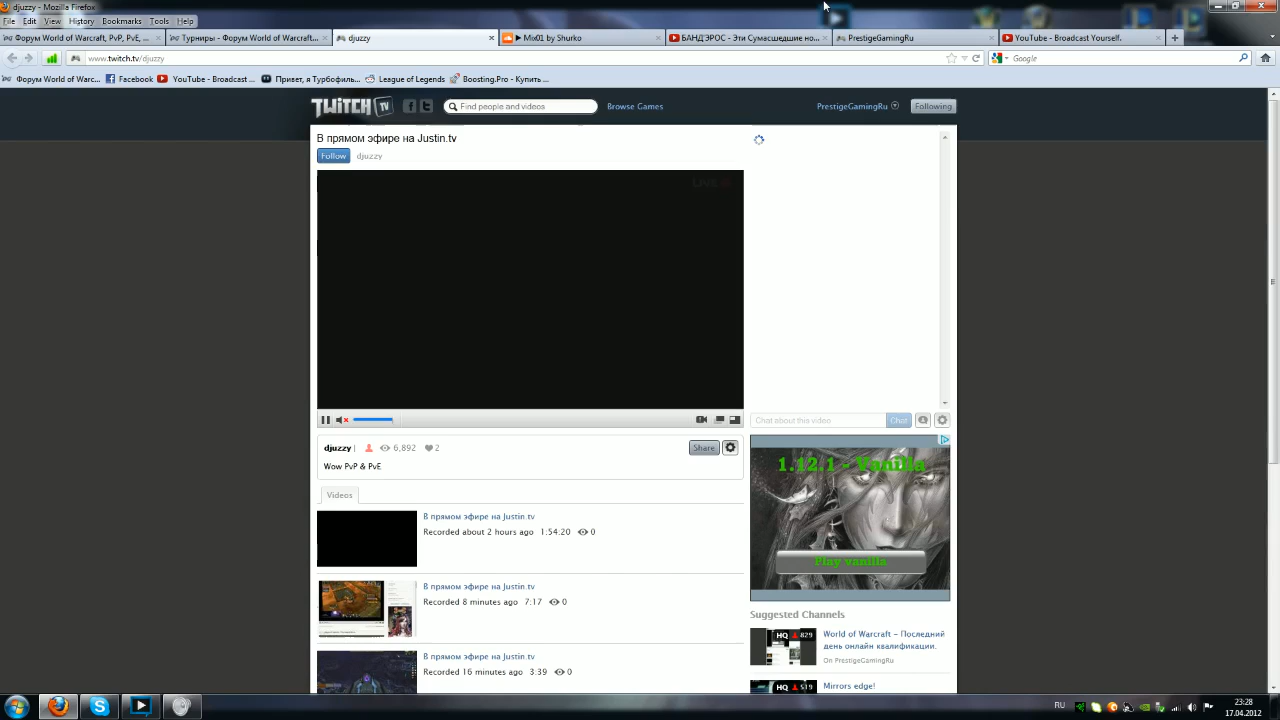 djuzzy - Mozilla Firefox
File Edit View History Bookmarks Tools Help
Форум World of Warcraft, PvP, PvE, ...
Турниры - Форум World of Warcraft...
djuzzy
▶ Mix01 by Shurko
БАНД'ЭРОС - Эти Сумасшедшие но...
PrestigeGamingRu
YouTube - Broadcast Yourself.
www.twitch.tv/djuzzy
Google
Форум World of Warc...
Facebook
YouTube - Broadcast ...
Привет, я Турбофиль...
League of Legends
Boosting.Pro - Купить ...
TWITCH TV
Find people and videos
Browse Games
PrestigeGamingRu
Following
В прямом эфире на Justin.tv
Follow djuzzy
LIVE
Chat about this video
Chat
djuzzy | 6,892 2
Share
Wow PvP & PvE
Videos
В прямом эфире на Justin.tv
Recorded about 2 hours ago 1:54:20 0
В прямом эфире на Justin.tv
Recorded 8 minutes ago 7:17 0
В прямом эфире на Justin.tv
Recorded 16 minutes ago 3:39 0
1.12.1 - Vanilla
Play vanilla
Suggested Channels
HQ 829
World of Warcraft - Последний
день онлайн квалификации.
On PrestigeGamingRu
HQ 519
Mirrors edge!
RU
23:28
17.04.2012